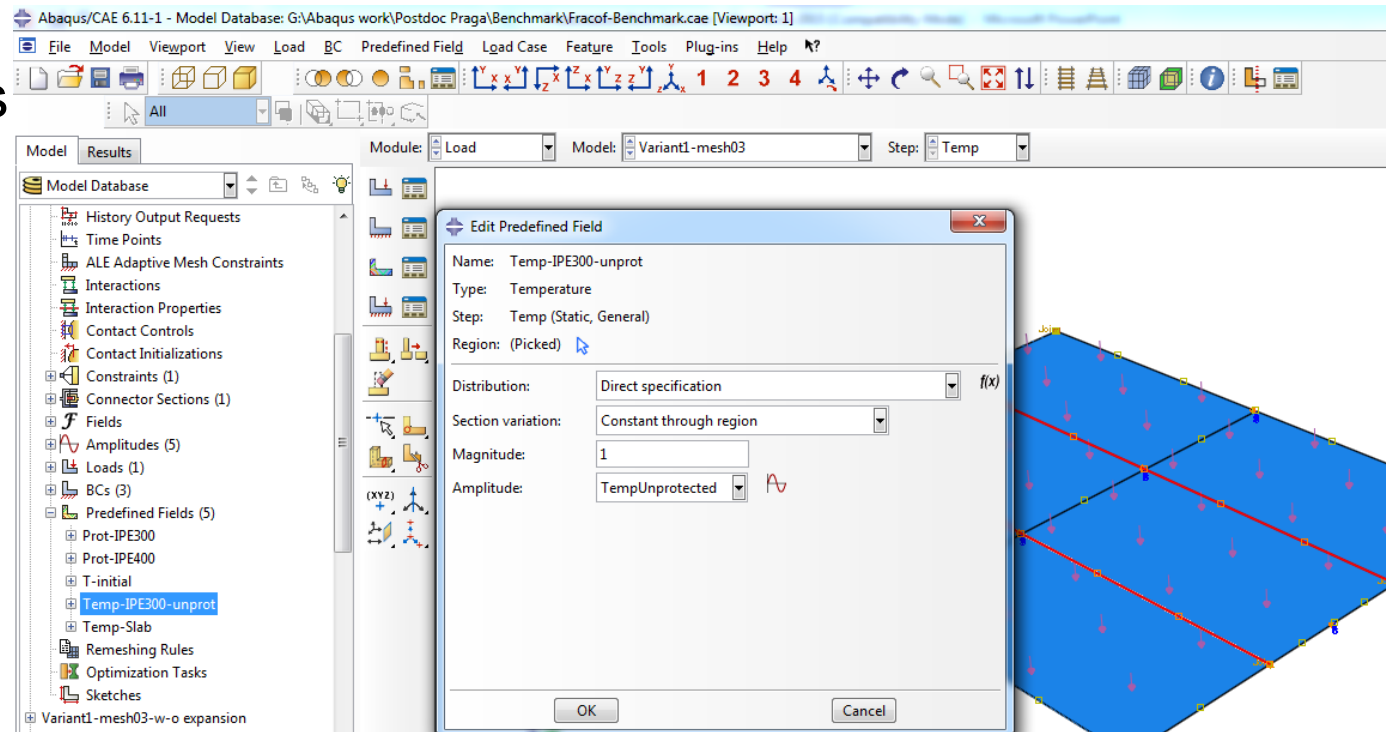 Abaqus/CAE 6.11-1 - Model Database: G:\Abaqus work\Postdoc Praga\Benchmark\Fracof-Benchmark.cae [Viewport: 1]
File Model Viewport View Load BC Predefined Field Load Case Feature Tools Plug-ins Help
1 2 3 4
s
All
Model Results
Module: Load Model: Variant1-mesh03 Step: Temp
Model Database
History Output Requests
Time Points
ALE Adaptive Mesh Constraints
Interactions
Interaction Properties
Contact Controls
Contact Initializations
Constraints (1)
Connector Sections (1)
Fields
Amplitudes (5)
Loads (1)
BCs (3)
Predefined Fields (5)
Prot-IPE300
Prot-IPE400
T-initial
Temp-IPE300-unprot
Temp-Slab
Remeshing Rules
Optimization Tasks
Sketches
Variant1-mesh03-w-o expansion
(XYZ)
Edit Predefined Field
Name: Temp-IPE300-unprot
Type: Temperature
Step: Temp (Static, General)
Region: (Picked)
Distribution: Direct specification f(x)
Section variation: Constant through region
Magnitude: 1
Amplitude: TempUnprotected
OK Cancel